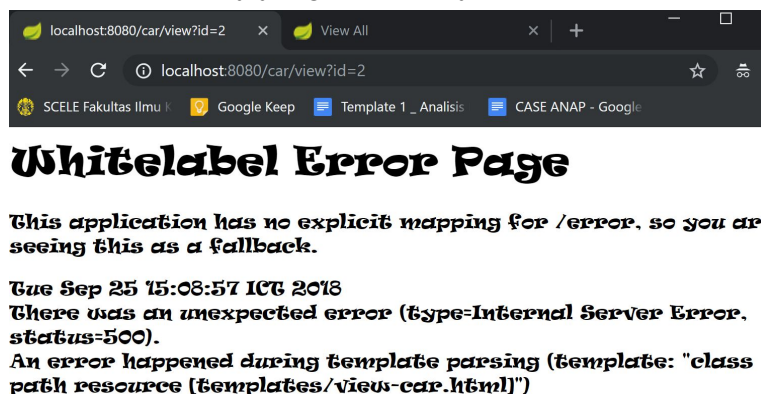 localhost:8080/car/view?id=2
View All
localhost:8080/car/view?id=2
SCELE Fakultas Ilmu K Google Keep Template 1 _ Analisis CASE ANAP - Google
Whitelabel Error Page
This application has no explicit mapping for /error, so you ar
seeing this as a fallback.
Tue Sep 25 15:08:57 ICT 2018
There was an unexpected error (type=Internal Server Error,
status=500).
An error happened during template parsing (template: "class
path resource [templates/view-car.html]")